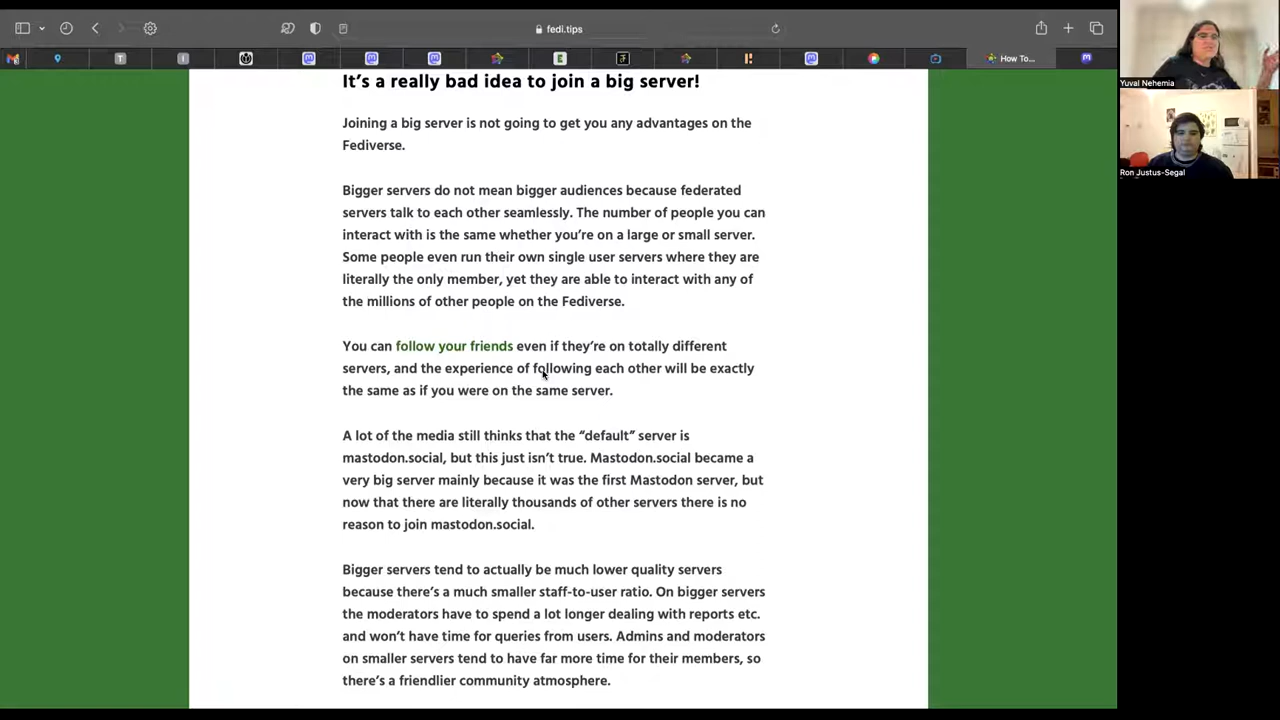 fedi.tips
T
I
How To...
Yuval Nehemia
Ron Justus-Segal
It's a really bad idea to join a big server!
Joining a big server is not going to get you any advantages on the
Fediverse.
Bigger servers do not mean bigger audiences because federated
servers talk to each other seamlessly. The number of people you can
interact with is the same whether you're on a large or small server.
Some people even run their own single user servers where they are
literally the only member, yet they are able to interact with any of
the millions of other people on the Fediverse.
You can follow your friends even if they're on totally different
servers, and the experience of following each other will be exactly
the same as if you were on the same server.
A lot of the media still thinks that the “default” server is
mastodon.social, but this just isn't true. Mastodon.social became a
very big server mainly because it was the first Mastodon server, but
now that there are literally thousands of other servers there is no
reason to join mastodon.social.
Bigger servers tend to actually be much lower quality servers
because there's a much smaller staff-to-user ratio. On bigger servers
the moderators have to spend a lot longer dealing with reports etc.
and won't have time for queries from users. Admins and moderators
on smaller servers tend to have far more time for their members, so
there's a friendlier community atmosphere.